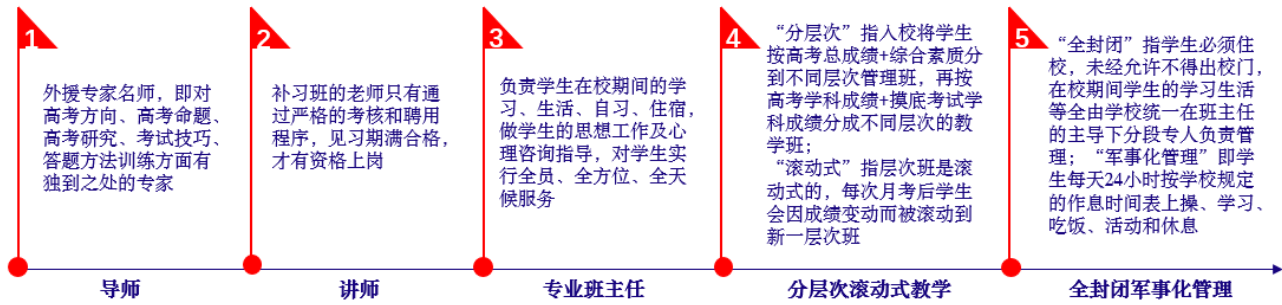 1
外援专家名师，即对
高考方向、高考命题、
高考研究、考试技巧、
答题方法训练方面有
独到之处的专家
导师
2
补习班的老师只有通
过严格的考核和聘用
程序，见习期满合格，
才有资格上岗
讲师
3
负责学生在校期间的学
习、生活、自习、住宿，
做学生的思想工作及心
理咨询指导，对学生实
行全员、全方位、全天
候服务
专业班主任
4
“分层次”指入校将学生
按高考总成绩+综合素质分
到不同层次管理班，再按
高考学科成绩+摸底考试学
科成绩分成不同层次的教
学班；
“滚动式”指层次班是滚
动式的，每次月考后学生
会因成绩变动而被滚动到
新一层次班
分层次滚动式教学
5
“全封闭”指学生必须住
校，未经允许不得出校门，
在校期间学生的学习生活
等全由学校统一在班主任
的主导下分段专人负责管
理；“军事化管理”即学
生每天24小时按学校规定
的作息时间表上操、学习、
吃饭、活动和休息
全封闭军事化管理